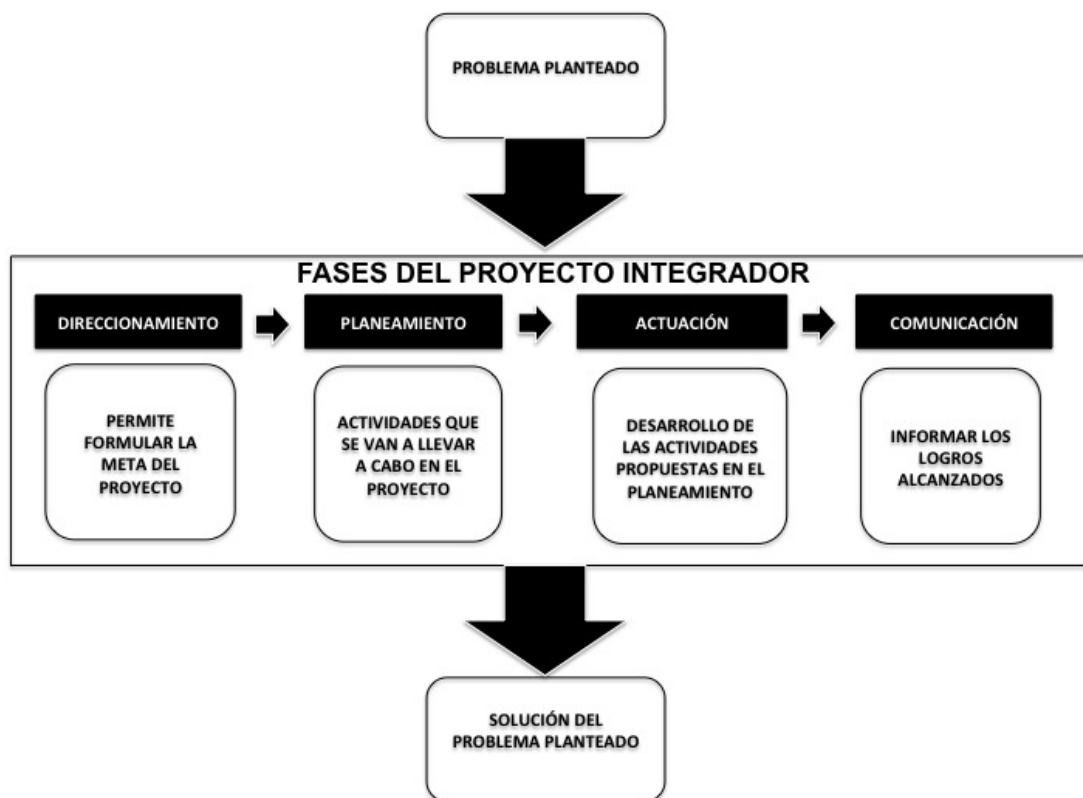 PROBLEMA PLANTEADO
FASES DEL PROYECTO INTEGRADOR
DIRECCIONAMIENTO
PLANEAMIENTO
ACTUACIÓN
COMUNICACIÓN
PERMITE
FORMULAR LA
META DEL
PROYECTO
ACTIVIDADES QUE
SE VAN A LLEVAR
A CABO EN EL
PROYECTO
DESARROLLO DE
LAS ACTIVIDADES
PROPUESTAS EN EL
PLANEAMIENTO
INFORMAR LOS
LOGROS
ALCANZADOS
SOLUCIÓN DEL
PROBLEMA PLANTEADO